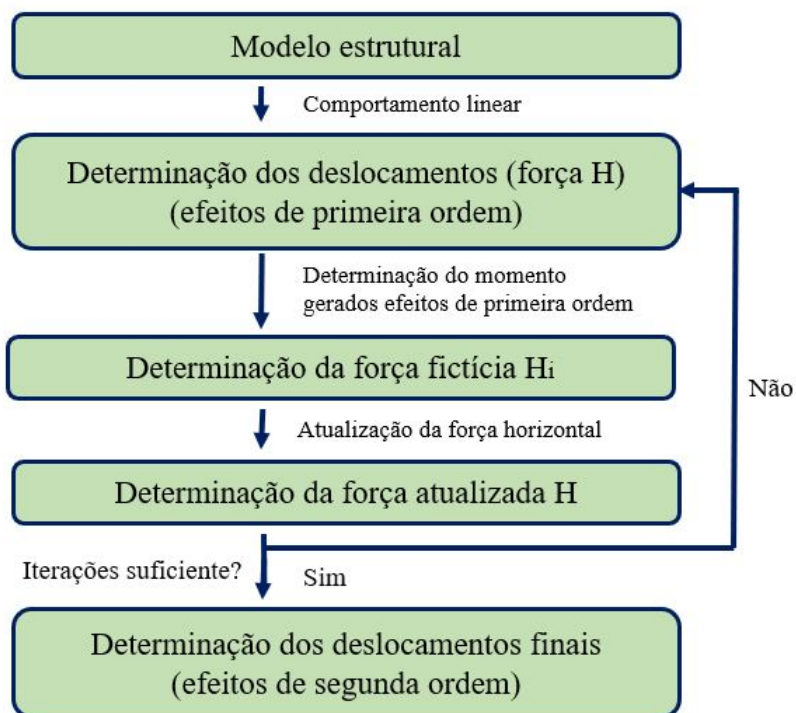 Modelo estrutural
Comportamento linear
Determinação dos deslocamentos (força H)
(efeitos de primeira ordem)
Determinação do momento
gerados efeitos de primeira ordem
Determinação da força fictícia Hi
Não
Atualização da força horizontal
Determinação da força atualizada H
Iterações suficiente?
Sim
Determinação dos deslocamentos finais
(efeitos de segunda ordem)